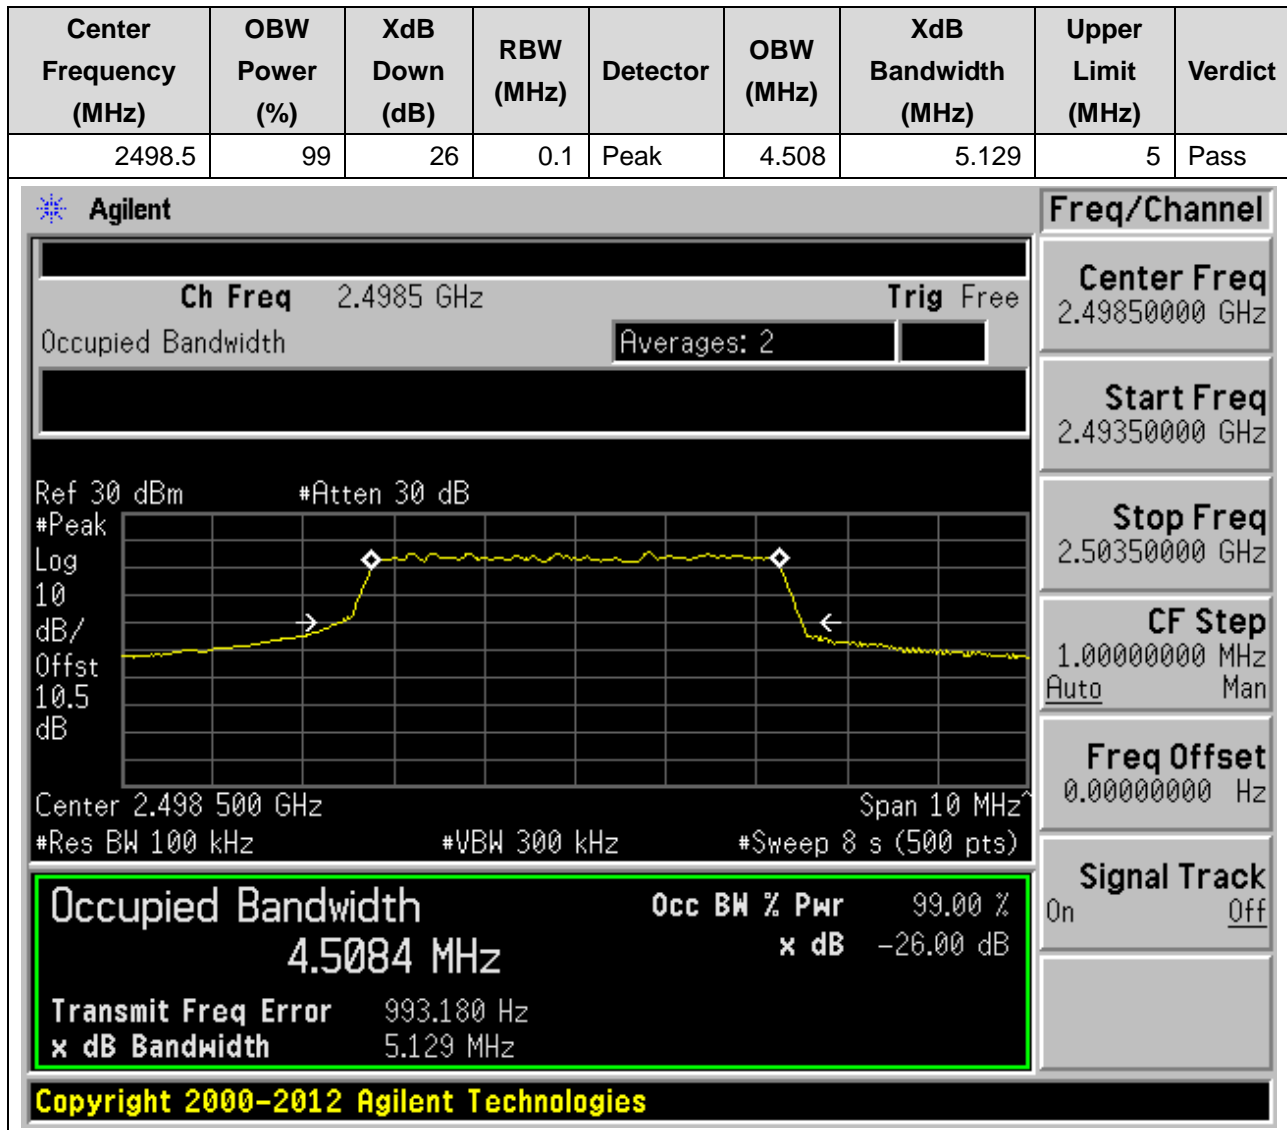 Center Frequency (MHz) OBW Power (%) XdB Down (dB) RBW (MHz) Detector OBW (MHz) XdB Bandwidth (MHz) Upper Limit (MHz) Verdict
2498.5 99 26 0.1 Peak 4.508 5.129 5 Pass
Agilent
Freq/Channel
Ch Freq 2.4985 GHz Trig Free
Occupied Bandwidth Averages: 2
Center Freq
2.49850000 GHz
Start Freq
2.49350000 GHz
Stop Freq
2.50350000 GHz
CF Step
1.00000000 MHz
Auto Man
Freq Offset
0.00000000 Hz
Signal Track
On Off
Ref 30 dBm #Atten 30 dB
#Peak
Log
10
dB/
Offst
10.5
dB
Center 2.498 500 GHz Span 10 MHz^
#Res BW 100 kHz #VBW 300 kHz #Sweep 8 s (500 pts)
Occupied Bandwidth Occ BW % Pwr 99.00 %
4.5084 MHz x dB -26.00 dB
Transmit Freq Error 993.180 Hz
x dB Bandwidth 5.129 MHz
Copyright 2000-2012 Agilent Technologies